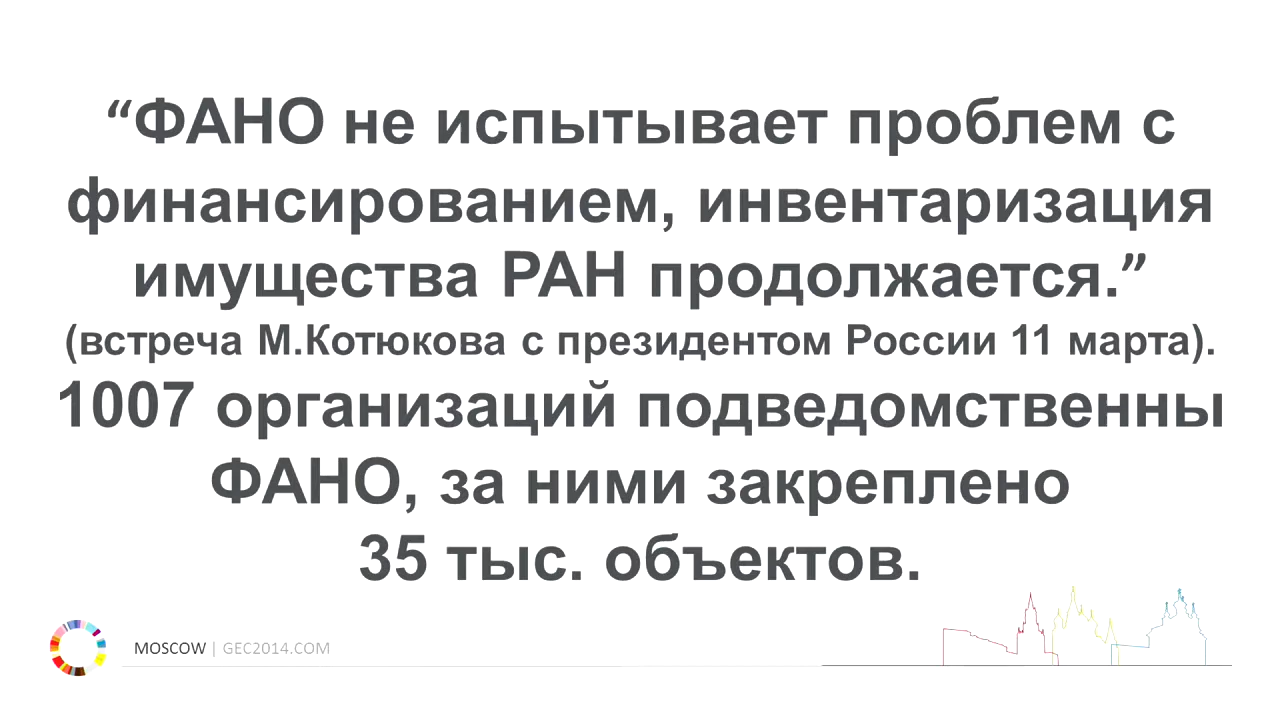 “ФАНО не испытывает проблем с
финансированием, инвентаризация
имущества РАН продолжается.”
(встреча М.Котюкова с президентом России 11 марта).
1007 организаций подведомственны
ФАНО, за ними закреплено
35 тыс. объектов.
MOSCOW | GEC2014.COM